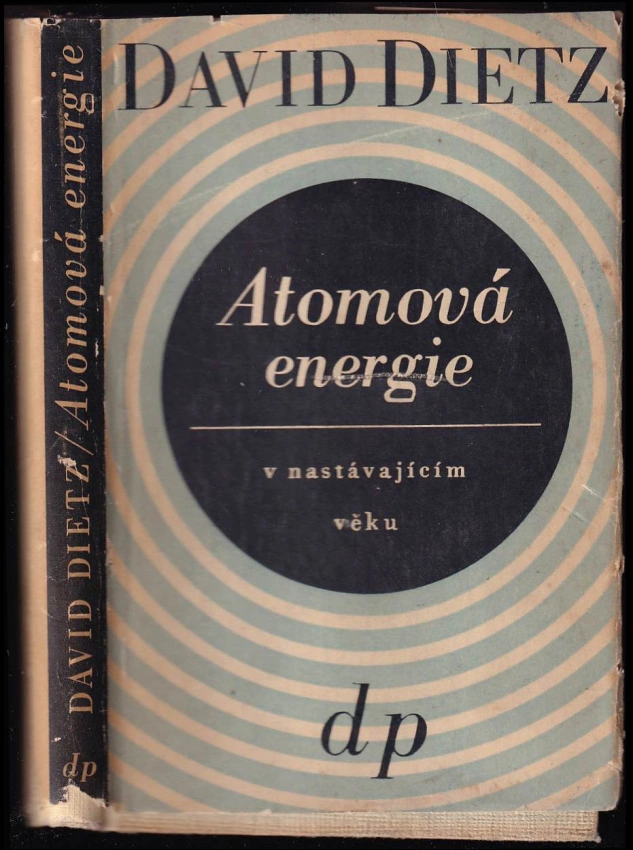 DAVID DIETZ
Atomová
energie
v nastávajícím
věku
dp
DAVID DIETZ/Atomová energie
dp